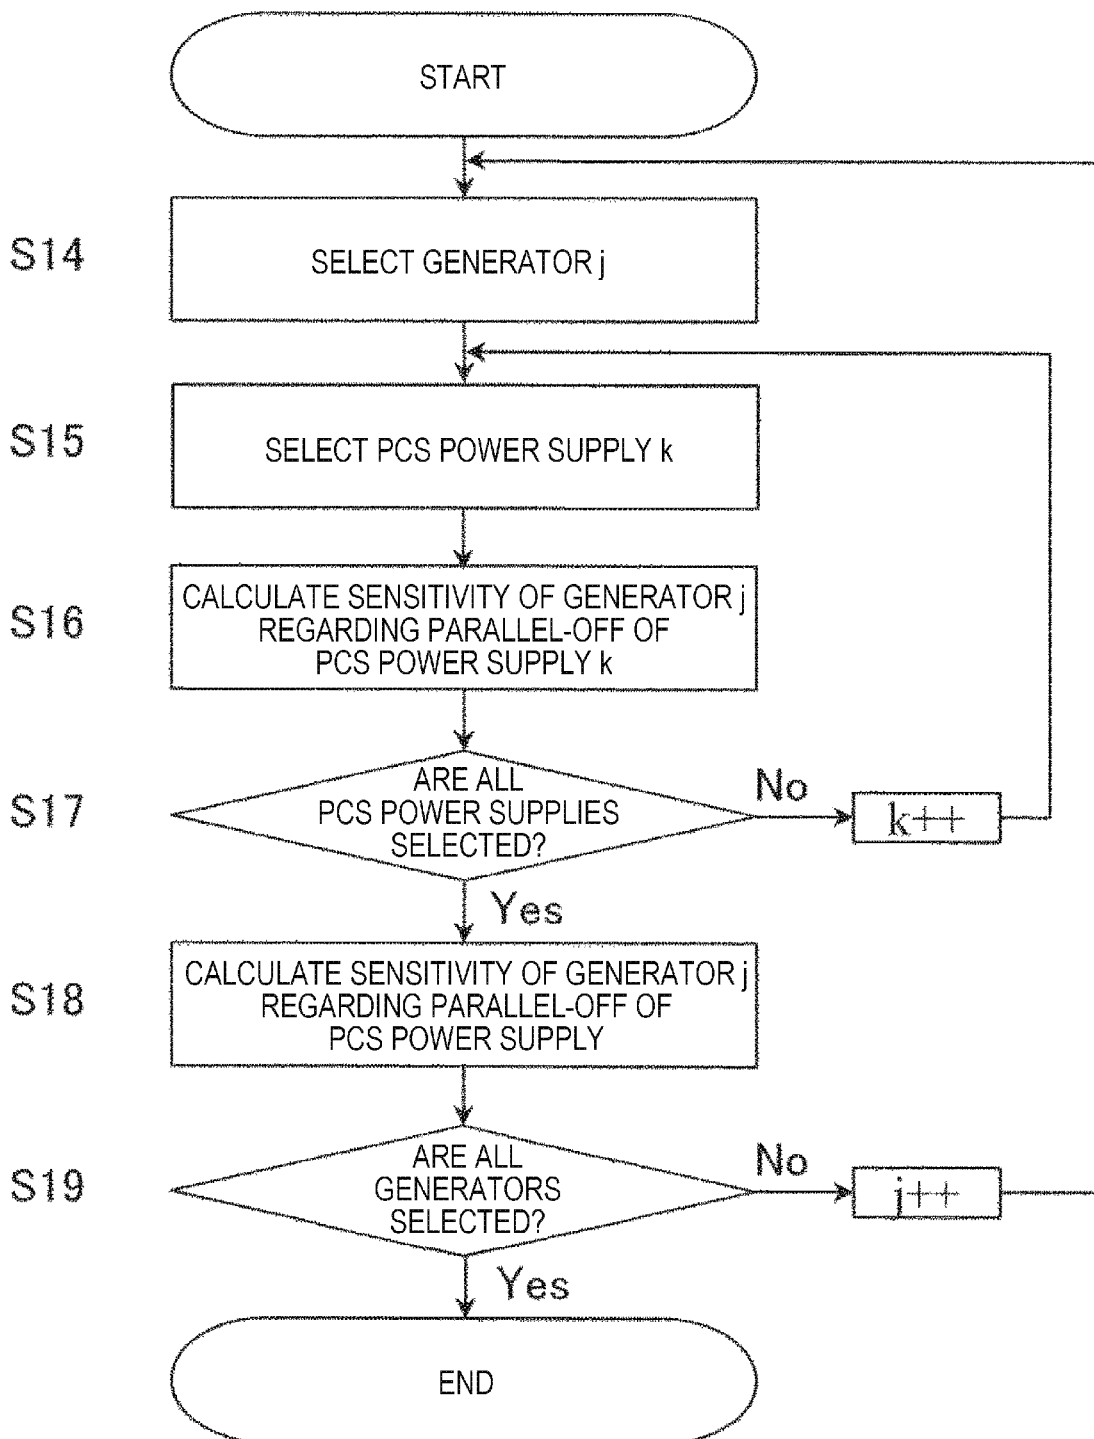 START
S14
SELECT GENERATOR j
S15
SELECT PCS POWER SUPPLY k
S16
CALCULATE SENSITIVITY OF GENERATOR j
REGARDING PARALLEL-OFF OF
PCS POWER SUPPLY k
S17
ARE ALL
PCS POWER SUPPLIES
SELECTED?
No
k++
Yes
S18
CALCULATE SENSITIVITY OF GENERATOR j
REGARDING PARALLEL-OFF OF
PCS POWER SUPPLY
S19
ARE ALL
GENERATORS
SELECTED?
No
j++
Yes
END